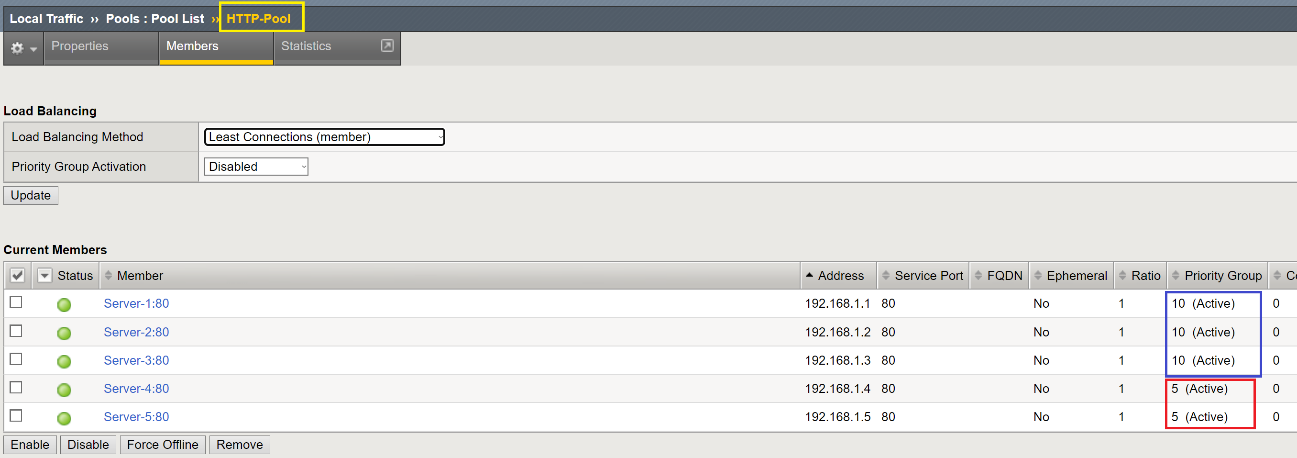 Local Traffic ›› Pools : Pool List ›› HTTP-Pool
Properties Members Statistics
Load Balancing
Load Balancing Method Least Connections (member)
Priority Group Activation Disabled
Update
Current Members
Status Member Address Service Port FQDN Ephemeral Ratio Priority Group
Server-1:80 192.168.1.1 80 No 1 10 (Active) 0
Server-2:80 192.168.1.2 80 No 1 10 (Active) 0
Server-3:80 192.168.1.3 80 No 1 10 (Active) 0
Server-4:80 192.168.1.4 80 No 1 5 (Active) 0
Server-5:80 192.168.1.5 80 No 1 5 (Active) 0
Enable Disable Force Offline Remove